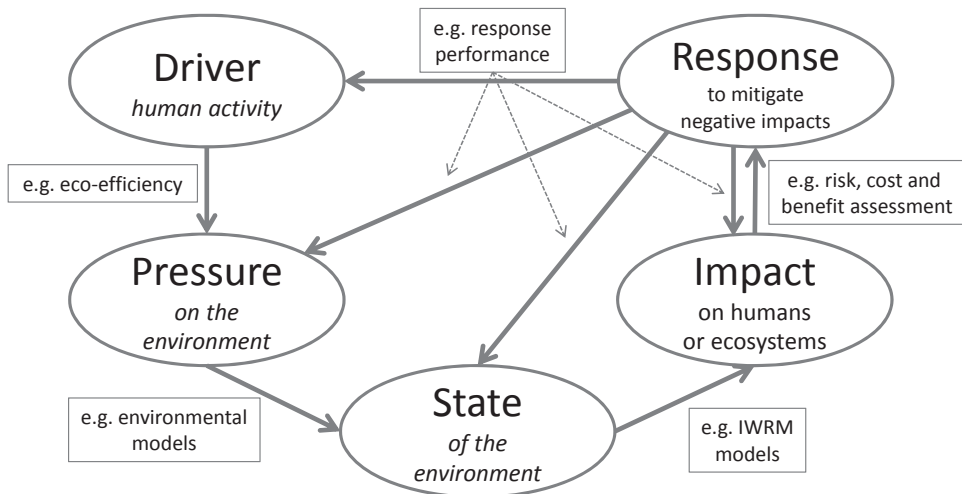 e.g. response
performance
Driver
human activity
Response
to mitigate
negative impacts
e.g. eco-efficiency
e.g. risk, cost and
benefit assessment
Pressure
on the
environment
Impact
on humans
or ecosystems
e.g. environmental
models
State
of the
environment
e.g. IWRM
models